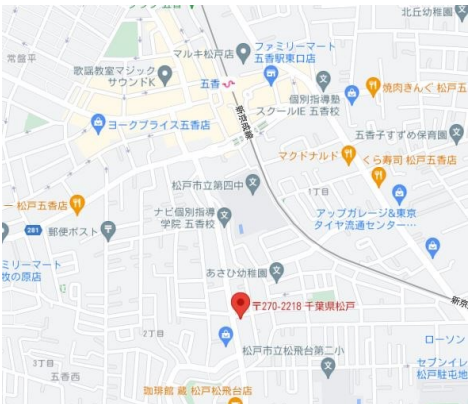 北丘幼稚園
常盤平
マルキ松戸店
ファミリーマート
五香駅東口店
歌謡教室マジック
サウンドK
五香
焼肉きんぐ 松戸五
個別指導塾
スクールIE 五香校
ヨークプライス五香店
新京成線
五香子すずめ保育園
マクドナルド
くら寿司 松戸五香店
松戸市立第四中
1丁目
ー 松戸五香店
ナビ個別指導
学院 五香校
アップガレージ&東京
タイヤ流通センター…
281
郵便ポスト
ミリーマート
牧の原店
あさひ幼稚園
〒270-2218 千葉県松戸
新京
2丁目
ローソン
松戸市立松飛台第二小
3丁目
五香西
セブンイレ
松戸駐屯地
珈琲館 蔵 松戸松飛台店